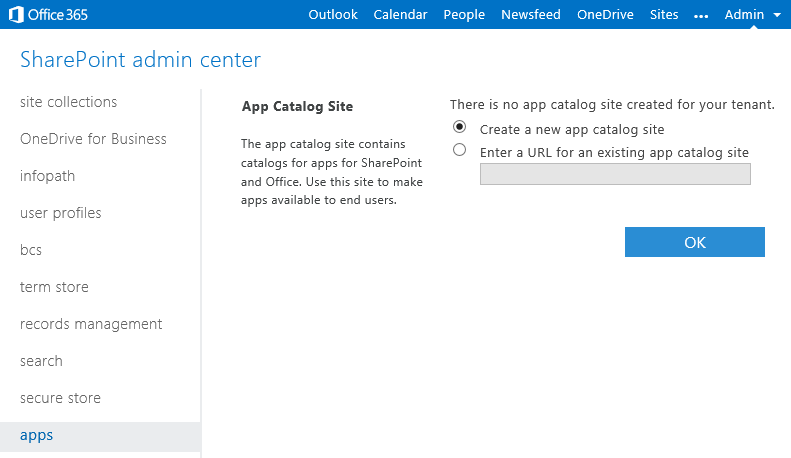 Office 365
Outlook Calendar People Newsfeed OneDrive Sites ••• Admin
SharePoint admin center
site collections
OneDrive for Business
infopath
user profiles
bcs
term store
records management
search
secure store
apps
App Catalog Site
The app catalog site contains
catalogs for apps for SharePoint
and Office. Use this site to make
apps available to end users.
There is no app catalog site created for your tenant.
Create a new app catalog site
Enter a URL for an existing app catalog site
OK